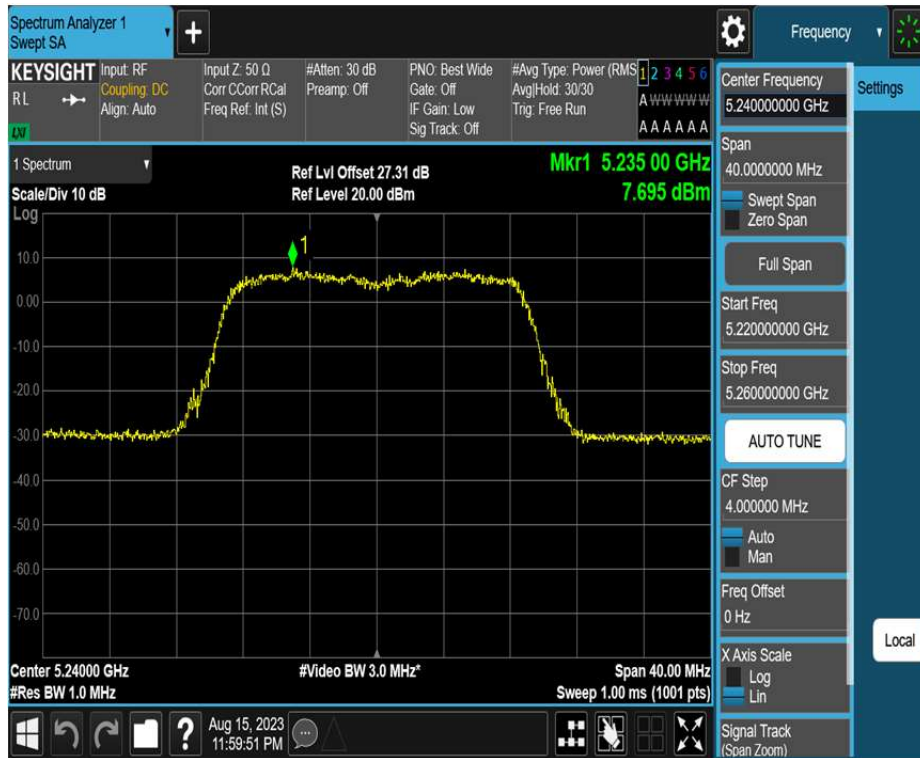 Spectrum Analyzer 1
Swept SA
+
Frequency
KEYSIGHT
R L
LXI
Input: RF
Coupling: DC
Align: Auto
Input Z: 50 Ω
Corr CCorr RCal
Freq Ref: Int (S)
#Atten: 30 dB
Preamp: Off
PNO: Best Wide
Gate: Off
IF Gain: Low
Sig Track: Off
#Avg Type: Power (RMS
Avg|Hold: 30/30
Trig: Free Run
1 2 3 4 5 6
A W W W W W
A A A A A A
1 Spectrum
Scale/Div 10 dB
Log
Ref Lvl Offset 27.31 dB
Ref Level 20.00 dBm
Mkr1 5.235 00 GHz
7.695 dBm
1
10.0
0.00
-10.0
-20.0
-30.0
-40.0
-50.0
-60.0
-70.0
Center 5.24000 GHz
#Res BW 1.0 MHz
#Video BW 3.0 MHz*
Span 40.00 MHz
Sweep 1.00 ms (1001 pts)
?
Aug 15, 2023
11:59:51 PM
Center Frequency
5.240000000 GHz
Span
40.0000000 MHz
Swept Span
Zero Span
Full Span
Start Freq
5.220000000 GHz
Stop Freq
5.260000000 GHz
AUTO TUNE
CF Step
4.000000 MHz
Auto
Man
Freq Offset
0 Hz
X Axis Scale
Log
Lin
Signal Track
(Span Zoom)
Settings
Local